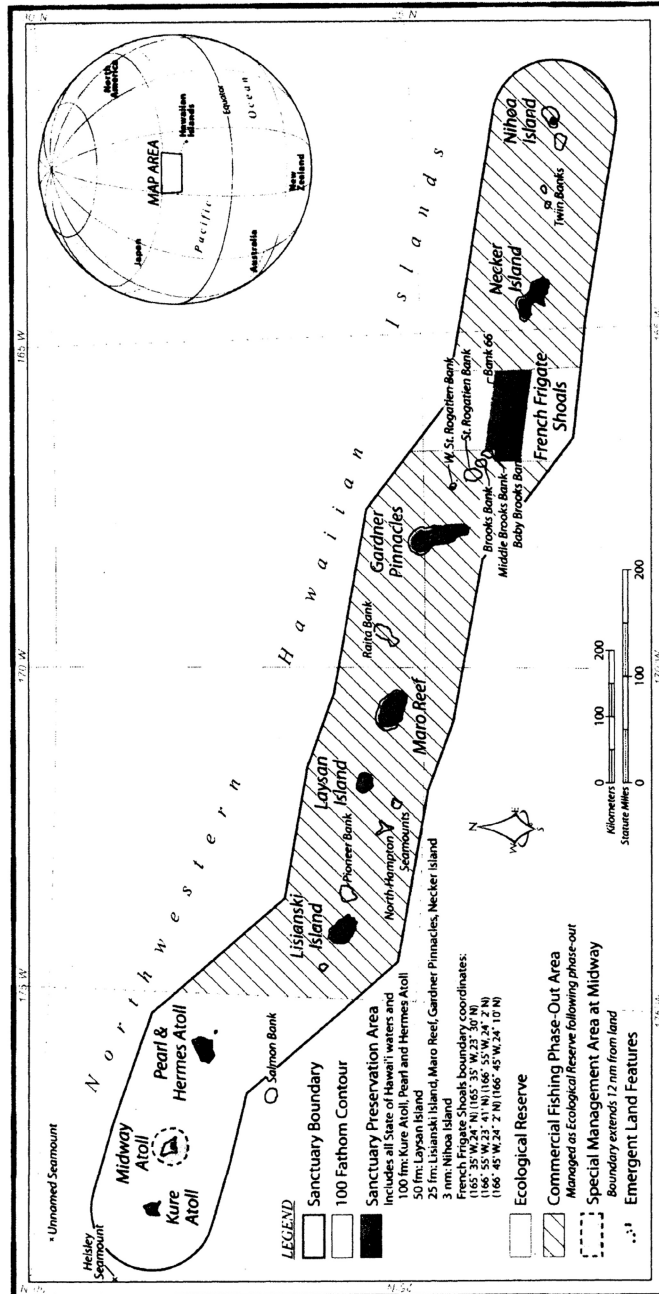 30 N
25 N
165 W
170 W
175 W
North
America
Hawaiian
Islands
MAP AREA
Japan
Equator
Pacific
Ocean
Australia
New
Zealand
Northwestern Hawaiian Islands
× Unnamed Seamount
Helsley
Seamount
Kure
Atoll
Midway
Atoll
Pearl &
Hermes Atoll
Salmon Bank
Lisianski
Island
Pioneer Bank
North Hampton
Seamounts
Laysan
Island
Maro Reef
Raita Bank
Gardner
Pinnacles
W. St. Rogatien Bank
St. Rogatien Bank
Brooks Bank
Middle Brooks Bank
Baby Brooks Ban
Bank 66
French Frigate
Shoals
Necker
Island
Twin Banks
Nihoa
Island
LEGEND
Sanctuary Boundary
100 Fathom Contour
Sanctuary Preservation Area
Includes all State of Hawai'i waters and
100 fm: Kure Atoll, Pearl and Hermes Atoll
50 fm: Laysan Island
25 fm: Lisianski Island, Maro Reef, Gardner Pinnacles, Necker Island
3 nm: Nihoa Island
French Frigate Shoals boundary coordinates:
(165° 35' W, 24° N) (165° 35' W, 23° 30' N)
(166° 55' W, 23° 41' N) (166° 55' W, 24° 2' N)
(166° 45' W, 24° 2' N) (166° 45' W, 24° 10' N)
Ecological Reserve
Commercial Fishing Phase-Out Area
Managed as Ecological Reserve following phase-out
Special Management Area at Midway
Boundary extends 12 nm from land
Emergent Land Features
N
W E
S
Kilometers
0 100 200
Statute Miles
0 100 200